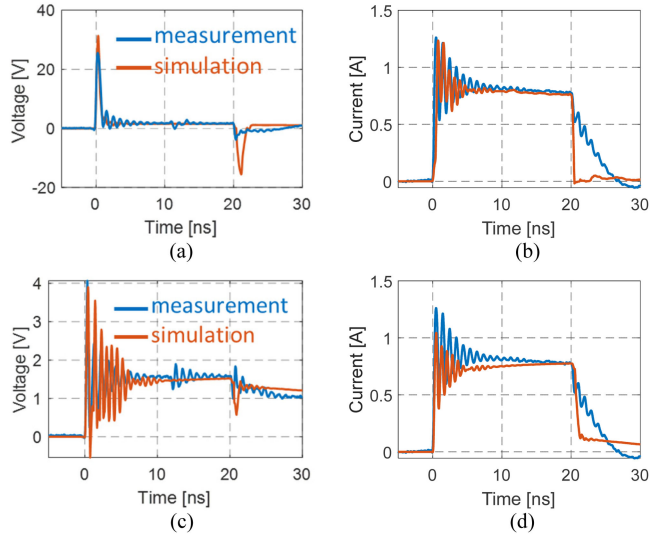 40
20
0
-20
Voltage [V]
measurement
simulation
0
10
20
30
Time [ns]
(a)
1.5
1
0.5
0
Current [A]
0
10
20
30
Time [ns]
(b)
4
3
2
1
0
Voltage [V]
measurement
simulation
0
10
20
30
Time [ns]
(c)
1.5
1
0.5
0
Current [A]
0
10
20
30
Time [ns]
(d)